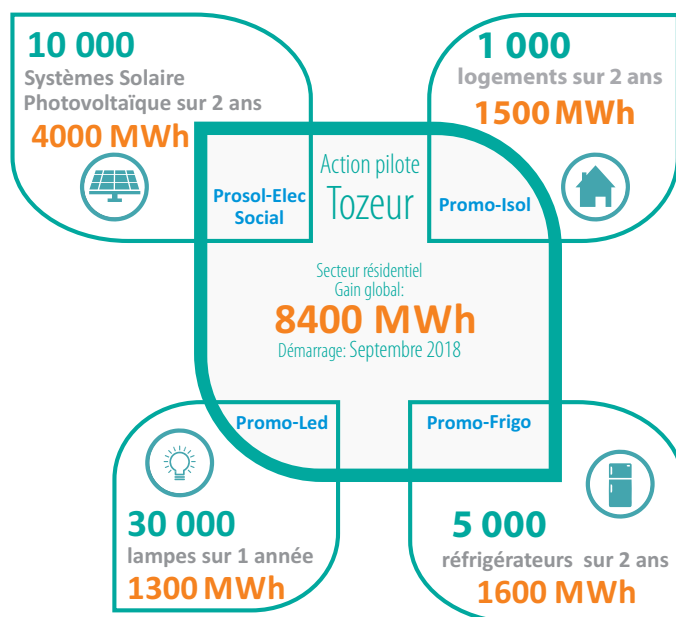 10 000
Systèmes Solaire
Photovoltaïque sur 2 ans
4000 MWh
1 000
logements sur 2 ans
1500 MWh
Prosol-Elec
Social
Action pilote
Tozeur
Promo-Isol
Secteur résidentiel
Gain global:
8400 MWh
Démarrage: Septembre 2018
Promo-Led
Promo-Frigo
30 000
lampes sur 1 année
1300 MWh
5 000
réfrigérateurs sur 2 ans
1600 MWh